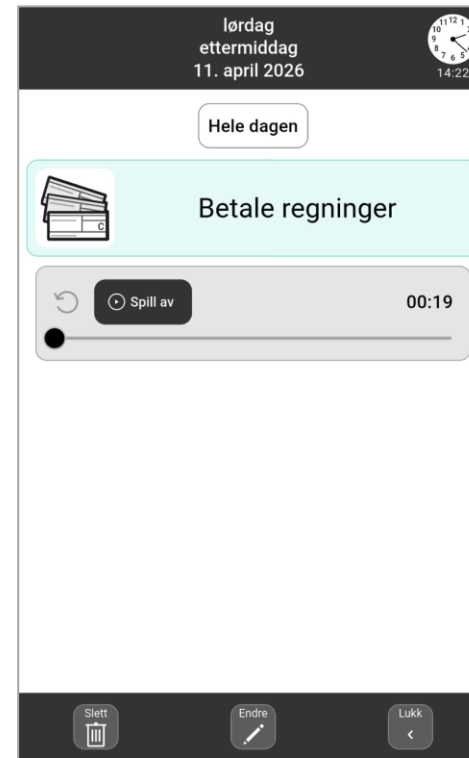 lørdag
ettermiddag
11. april 2026
14:22
Hele dagen
Betale regninger
Spill av
00:19
Slett
Endre
Lukk